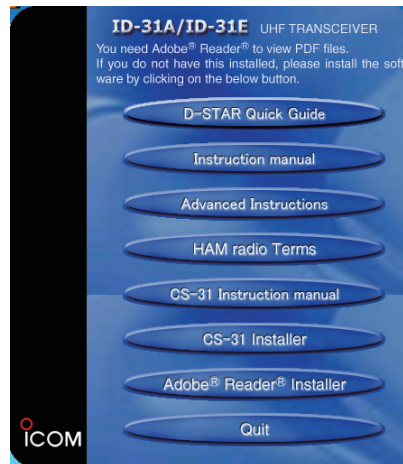 ID-31A/ID-31E UHF TRANSCEIVER
You need Adobe® Reader® to view PDF files.
If you do not have this installed, please install the soft
ware by clicking on the below button.
D-STAR Quick Guide
Instruction manual
Advanced Instructions
HAM radio Terms
CS-31 Instruction manual
CS-31 Installer
Adobe® Reader® Installer
Quit
ICOM